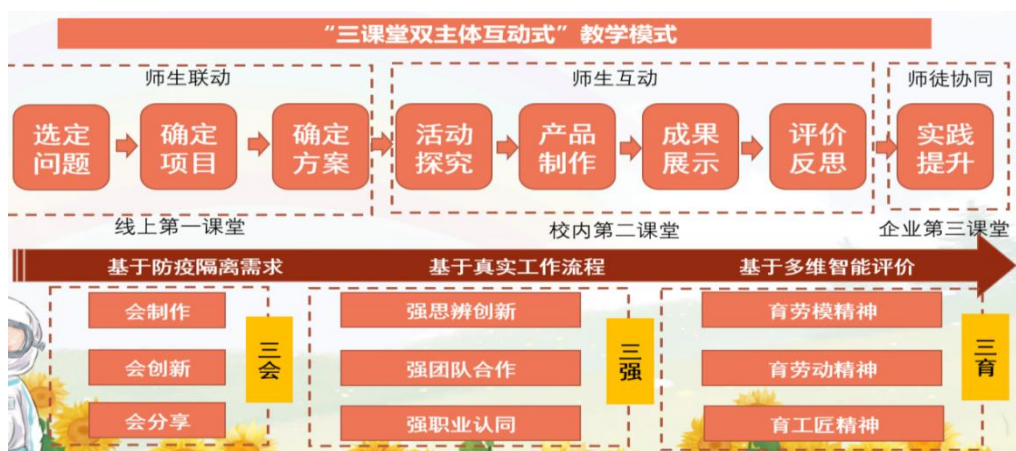 “三课堂双主体互动式”教学模式
师生联动
师生互动
师徒协同
选定
问题
确定
项目
确定
方案
活动
探究
产品
制作
成果
展示
评价
反思
实践
提升
线上第一课堂
校内第二课堂
企业第三课堂
基于防疫隔离需求
基于真实工作流程
基于多维智能评价
会制作
会创新
会分享
三会
强思辨创新
强团队合作
强职业认同
三强
育劳模精神
育劳动精神
育工匠精神
三育